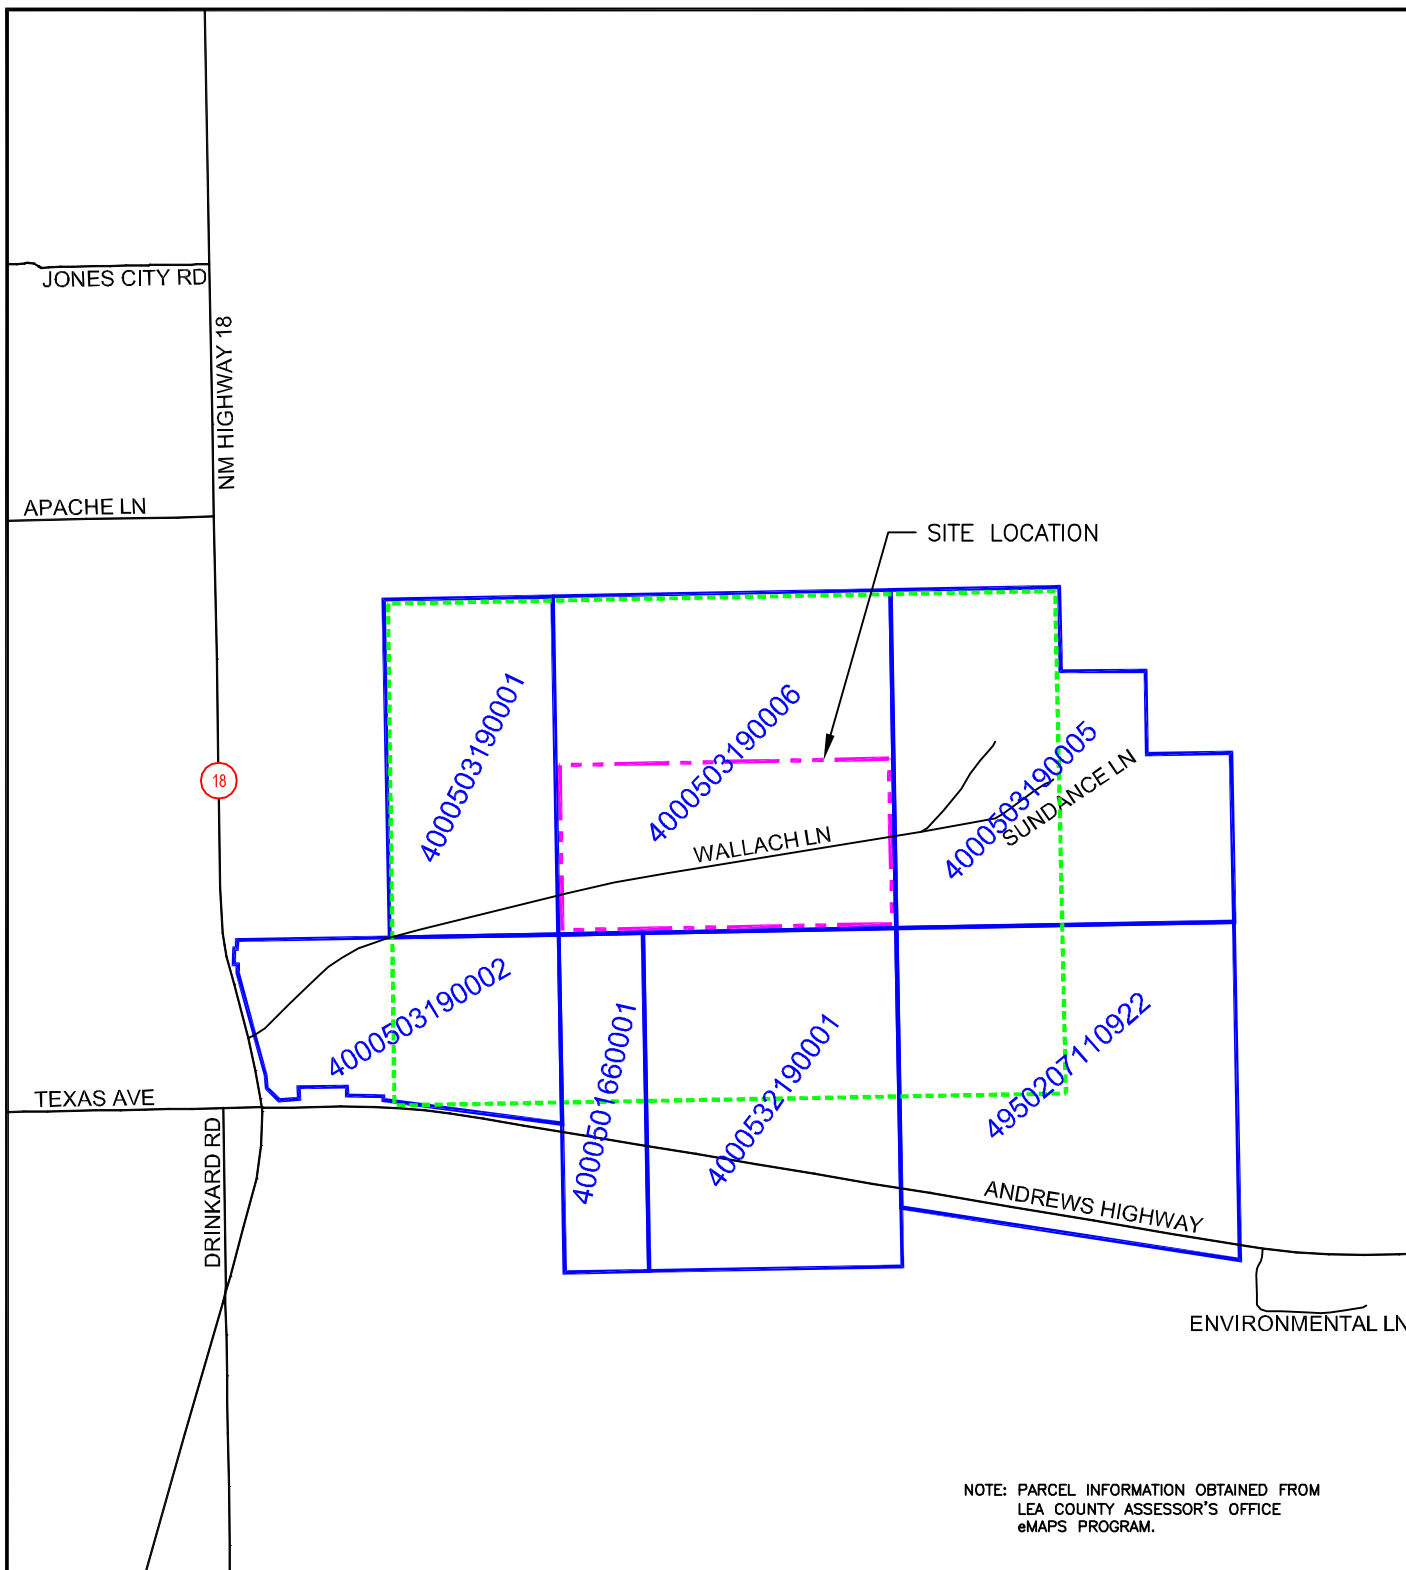 JONES CITY RD
NM HIGHWAY 18
APACHE LN
SITE LOCATION
4000503190001
4000503190006
4000503190005
SUNDANCE LN
18
WALLACH LN
4000503190002
4000501660001
4000532190001
4950207110922
TEXAS AVE
DRINKARD RD
ANDREWS HIGHWAY
ENVIRONMENTAL LN
NOTE: PARCEL INFORMATION OBTAINED FROM
LEA COUNTY ASSESSOR'S OFFICE
eMAPS PROGRAM.